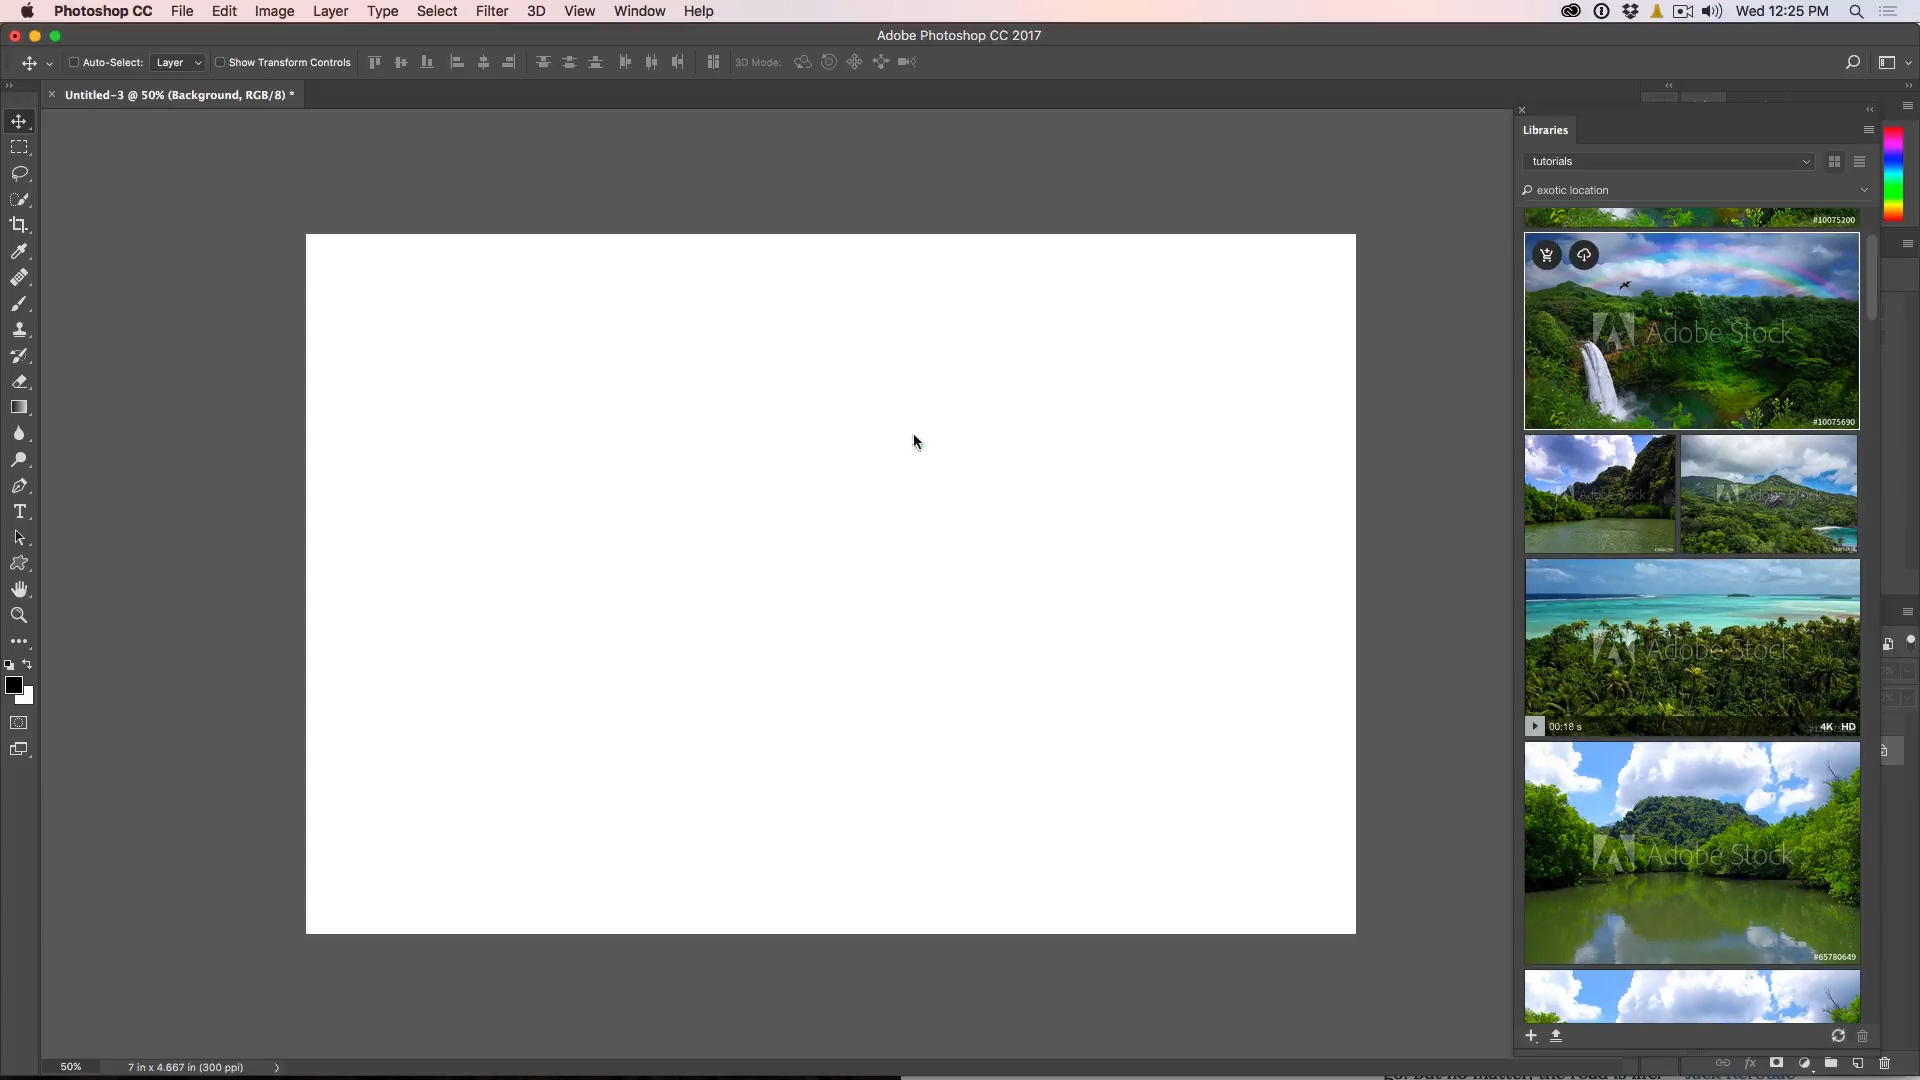 Photoshop CC File Edit Image Layer Type Select Filter 3D View Window Help Wed 12:25 PM
Adobe Photoshop CC 2017
Auto-Select: Layer Show Transform Controls 3D Mode:
Untitled-3 @ 50% (Background, RGB/8) *
Libraries
tutorials
exotic location
#10075200
Adobe Stock
#10075690
Adobe Stock
Adobe Stock
Adobe Stock
00:18 s 4K HD
Adobe Stock
#65780649
50% 7 in x 4.667 in (300 ppi)